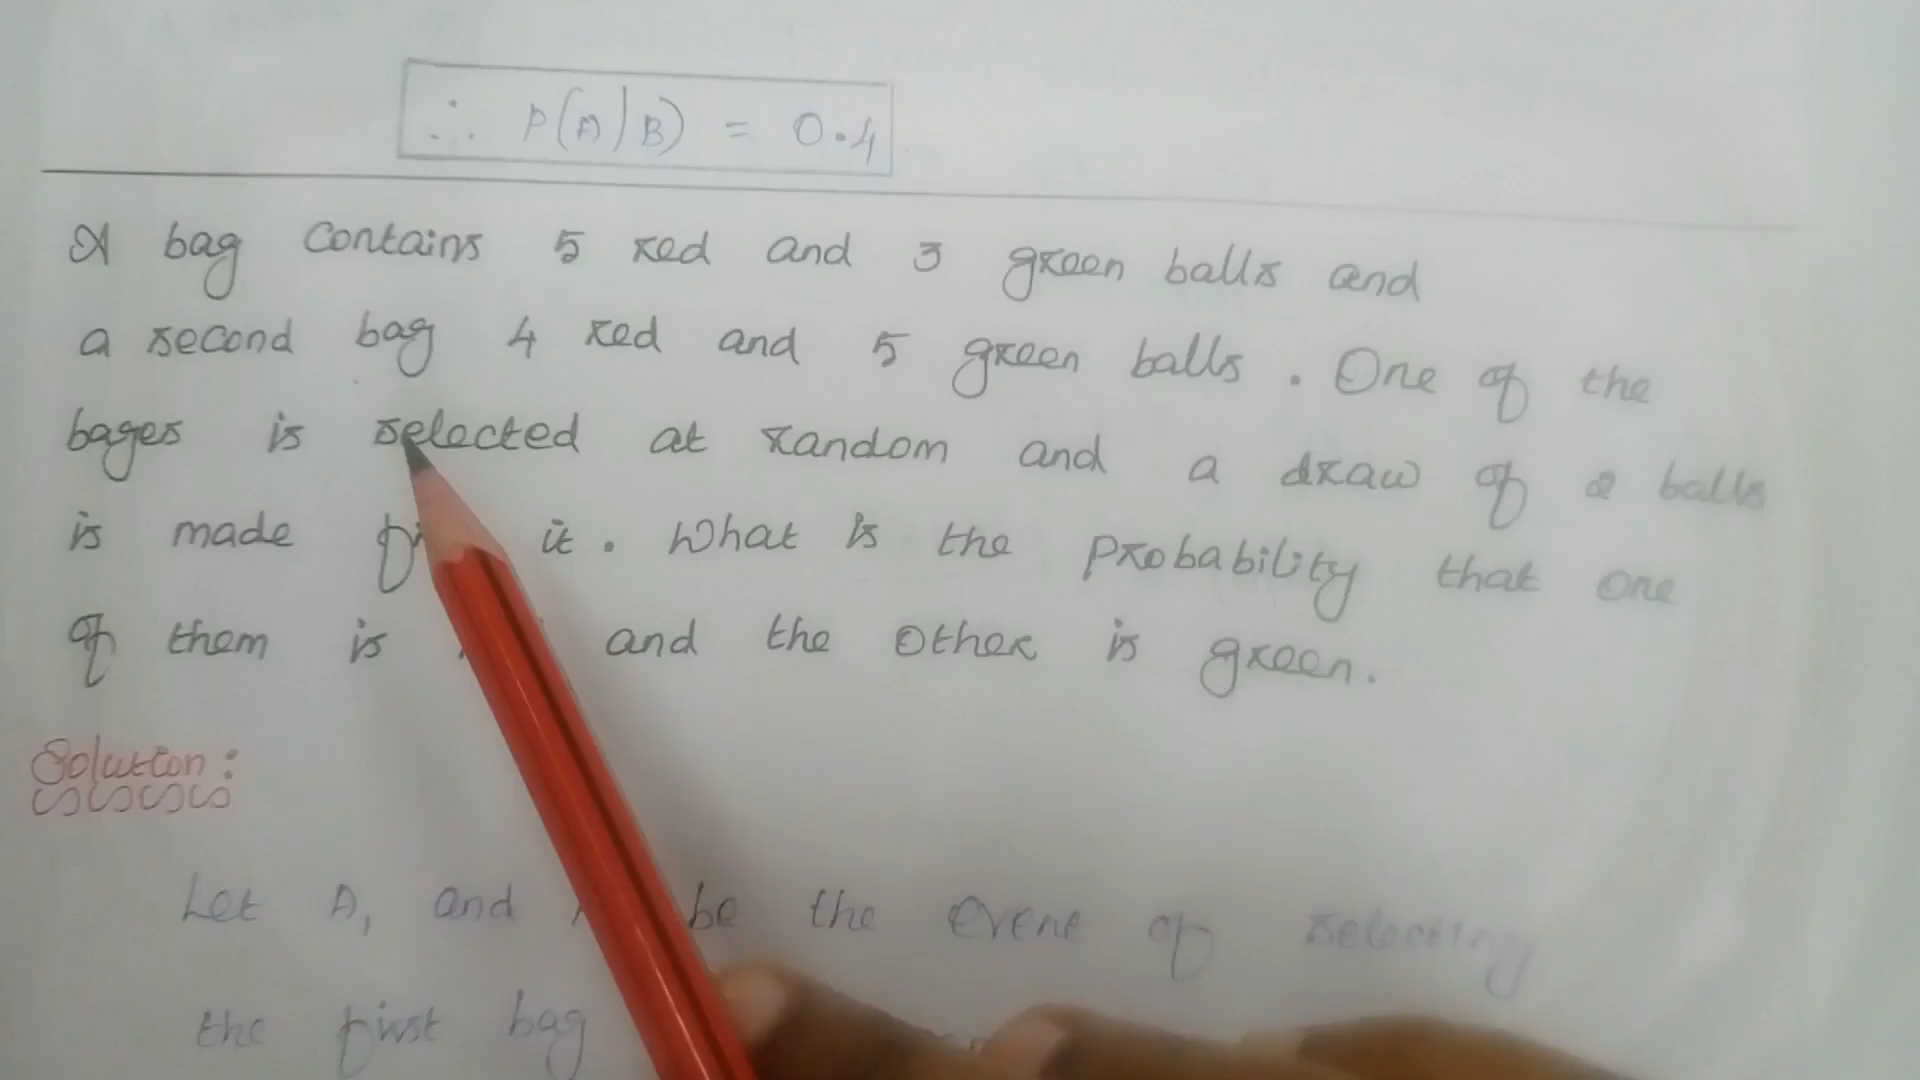 ∴ P(A|B) = 0.4
A bag contains 5 red and 3 green balls and
a second bag 4 red and 5 green balls. One of the
bages is selected at random and a draw of 2 balls
is made it. What is the probability that one
of them is and the other is green.
Solution:
Let A₁ and be the event of selecting
the first bag